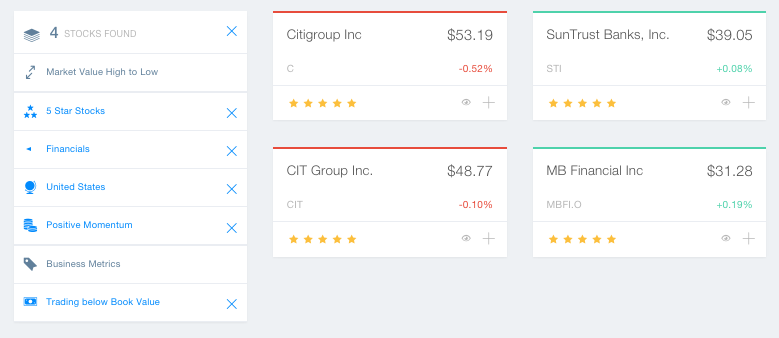 4 STOCKS FOUND
Market Value High to Low
5 Star Stocks
Financials
United States
Positive Momentum
Business Metrics
Trading below Book Value
Citigroup Inc $53.19
C -0.52%
SunTrust Banks, Inc. $39.05
STI +0.08%
CIT Group Inc. $48.77
CIT -0.10%
MB Financial Inc $31.28
MBFI.O +0.19%